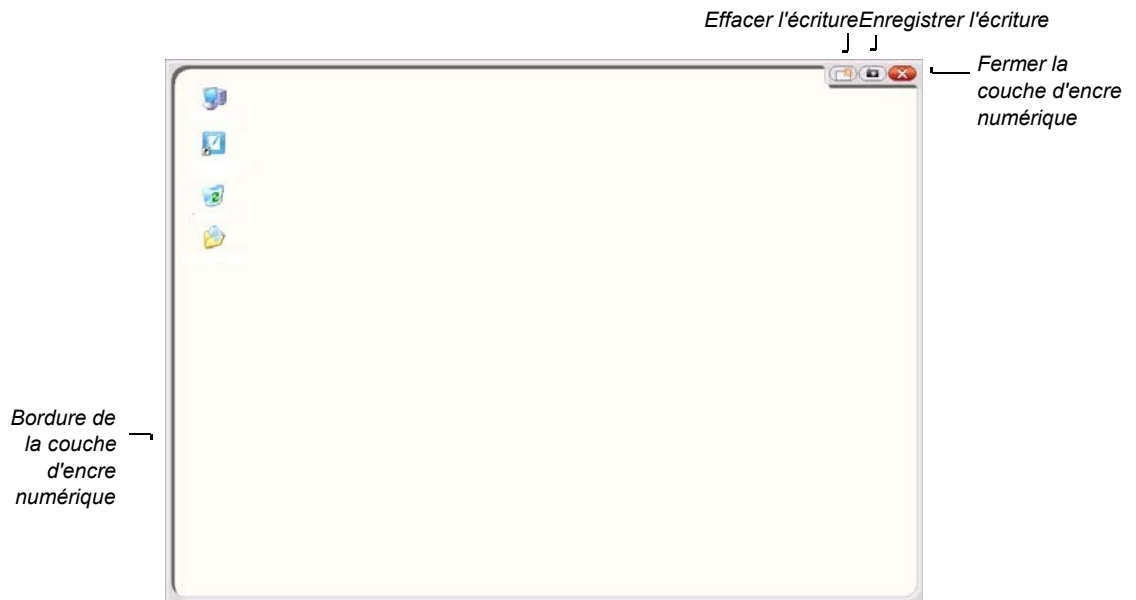 Effacer l'écritureEnregistrer l'écriture
Fermer la
couche d'encre
numérique
Bordure de
la couche
d'encre
numérique